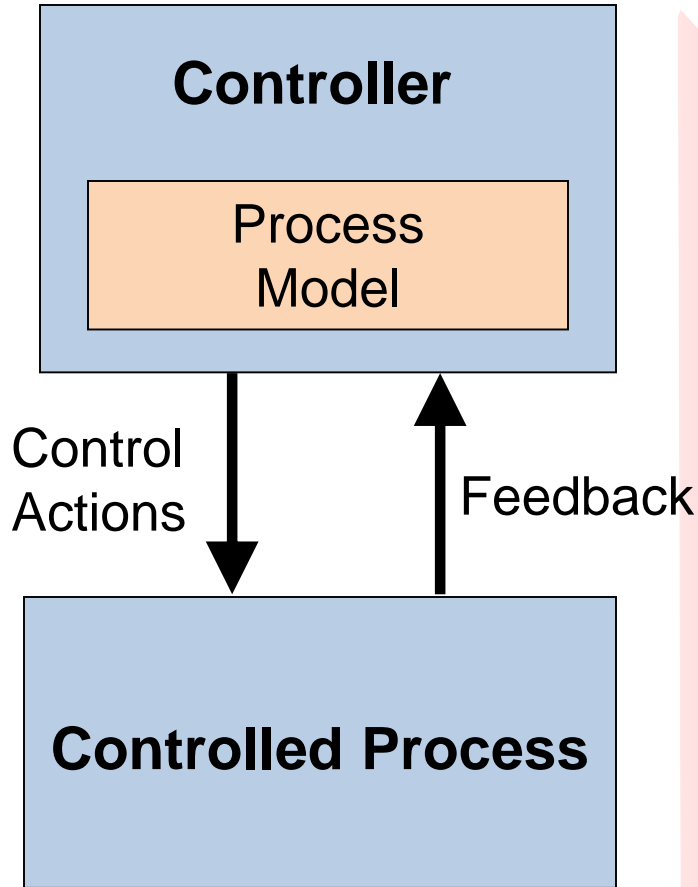 Controller
Process
Model
Control
Actions
Feedback
Controlled Process